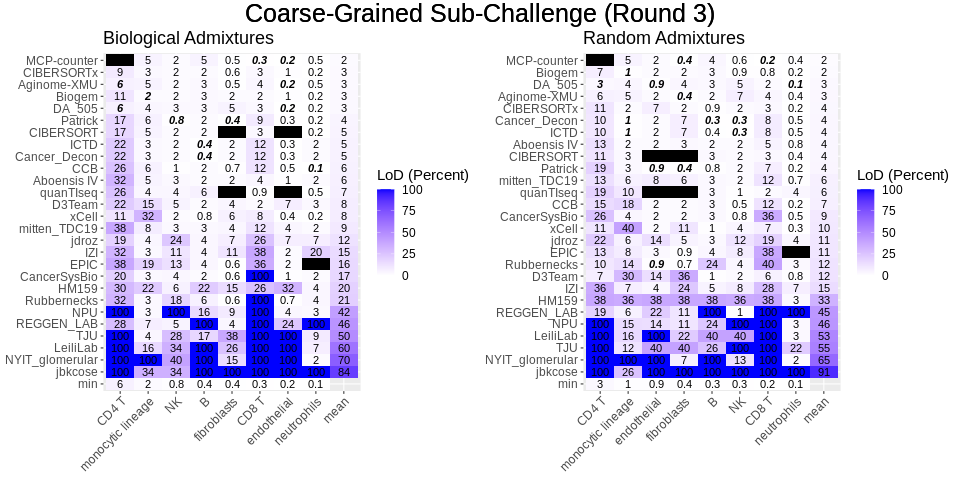 Coarse-Grained Sub-Challenge (Round 3)
Biological Admixtures
MCP-counter 5 2 5 0.5 0.3 0.2 0.5 2
CIBERSORTx 9 3 2 2 0.6 3 1 0.2 3
Aginome-XMU 6 5 2 3 0.5 4 0.2 0.5 3
Biogem 11 2 2 3 2 2 1 0.2 3
DA_505 6 4 3 3 5 3 0.2 2 3
Patrick 17 6 0.8 2 0.4 9 0.3 0.2 4
CIBERSORT 17 5 2 2 3 0.2 5
ICTD 22 3 2 0.4 2 12 0.3 2 5
Cancer_Decon 22 3 2 0.4 2 12 0.3 2 5
CCB 26 6 1 2 0.7 12 0.5 0.1 6
Aboensis IV 32 5 3 2 2 4 1 2 6
quanTIseq 26 4 4 6 0.9 0.5 7
D3Team 22 15 5 2 4 2 7 3 8
xCell 11 32 2 0.8 6 8 0.4 0.2 8
mitten_TDC19 38 8 3 3 4 12 4 2 9
jdroz 19 4 24 4 7 26 7 7 12
IZI 32 3 11 4 11 38 2 20 15
EPIC 38 19 13 4 0.6 36 2 16
CancerSysBio 20 3 4 2 6 100 1 2 17
HM159 30 22 6 22 15 26 32 4 20
Rubbernecks 32 3 18 6 0.6 100 0.7 4 21
NPU 100 3 100 16 9 100 4 3 42
REGGEN_LAB 28 7 5 100 4 100 24 100 46
TJU 100 4 28 17 38 100 100 9 50
LeiliLab 100 16 34 100 26 100 100 7 60
NYIT_glomerular 100 100 40 100 15 100 100 2 70
jbkcose 100 34 34 100 100 100 100 100 84
min 6 2 0.8 0.4 0.4 0.3 0.2 0.1
CD4 T
monocytic lineage
NK
B
fibroblasts
CD8 T
endothelial
neutrophils
mean
LoD (Percent)
100
75
50
25
0
Random Admixtures
MCP-counter 5 2 0.4 4 0.6 0.2 0.4 2
Biogem 7 1 2 2 3 0.9 0.8 0.2 2
DA_505 3 4 0.9 4 3 2 2 0.1 2
Aginome-XMU 6 5 2 0.4 2 7 4 0.4 3
CIBERSORTx 11 2 7 2 0.9 2 3 0.2 4
Cancer_Decon 10 1 2 7 0.3 0.3 8 0.5 4
ICTD 10 1 2 7 0.4 0.3 8 0.5 4
Aboensis IV 13 2 2 3 2 2 5 0.8 4
CIBERSORT 11 3 3 2 3 0.4 4
Patrick 19 3 0.9 0.4 0.8 2 7 0.2 4
mitten_TDC19 13 6 8 6 3 2 12 0.7 6
quanTIseq 19 10 3 1 2 4 6
CCB 15 18 2 2 3 0.5 12 0.2 7
CancerSysBio 26 4 2 2 3 0.8 36 0.5 9
xCell 11 40 2 11 1 4 7 0.3 10
jdroz 22 6 14 5 3 12 19 4 11
EPIC 13 8 3 0.9 4 8 38 11
Rubbernecks 10 14 0.9 7 24 4 40 3 12
D3Team 7 30 14 36 1 2 6 0.8 12
IZI 36 7 4 24 5 8 28 7 15
HM159 38 36 38 38 38 36 38 3 33
REGGEN_LAB 19 6 22 11 100 1 100 100 45
NPU 100 15 14 11 24 100 100 3 46
LeiliLab 100 16 100 22 40 40 100 3 53
TJU 100 12 40 40 26 100 100 22 55
NYIT_glomerular 100 100 100 7 100 13 100 2 65
jbkcose 100 26 100 100 100 100 100 100 91
min 3 1 0.9 0.4 0.3 0.3 0.2 0.1
CD4 T
monocytic lineage
endothelial
fibroblasts
B
NK
CD8 T
neutrophils
mean
LoD (Percent)
100
75
50
25
0